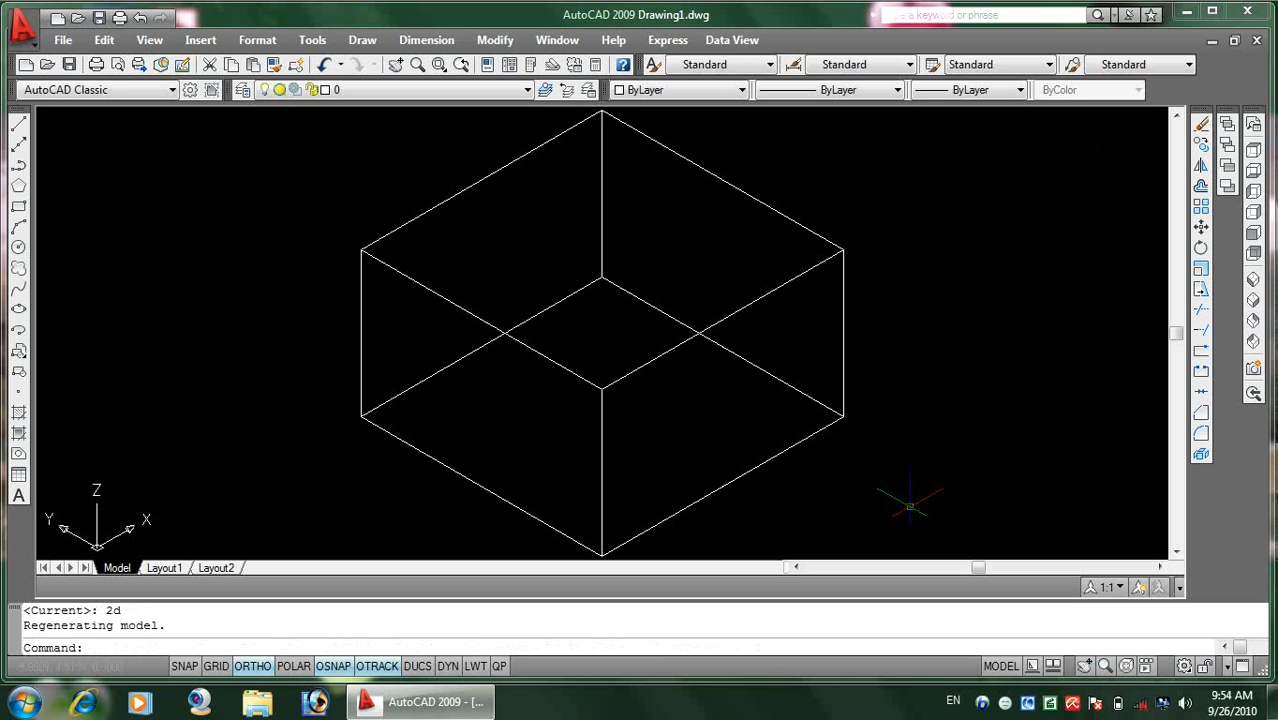 AutoCAD 2009 Drawing1.dwg
e a keyword or phrase
File Edit View Insert Format Tools Draw Dimension Modify Window Help Express Data View
Standard Standard Standard Standard
AutoCAD Classic 0 ByLayer ByLayer ByLayer ByColor
Z
Y X
Model Layout1 Layout2
1:1
<Current>: 2d
Regenerating model.
Command:
SNAP GRID ORTHO POLAR OSNAP OTRACK DUCS DYN LWT QP MODEL
AutoCAD 2009 - [...
EN
9:54 AM
9/26/2010